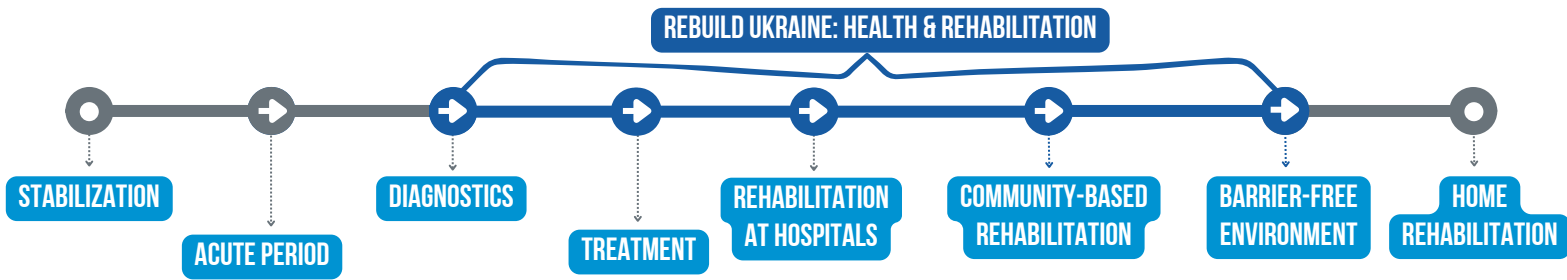 REBUILD UKRAINE: HEALTH & REHABILITATION
STABILIZATION
ACUTE PERIOD
DIAGNOSTICS
TREATMENT
REHABILITATION
AT HOSPITALS
COMMUNITY-BASED
REHABILITATION
BARRIER-FREE
ENVIRONMENT
HOME
REHABILITATION